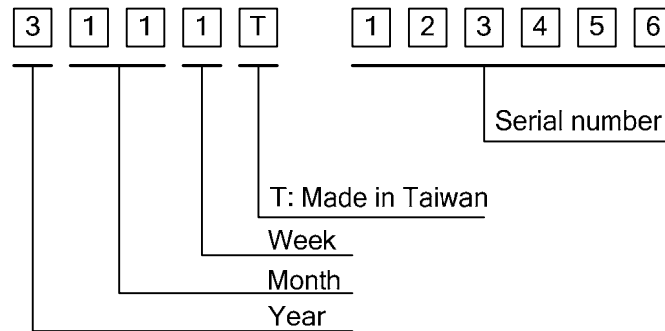 3 1 1 1 T 1 2 3 4 5 6
Serial number
T: Made in Taiwan
Week
Month
Year